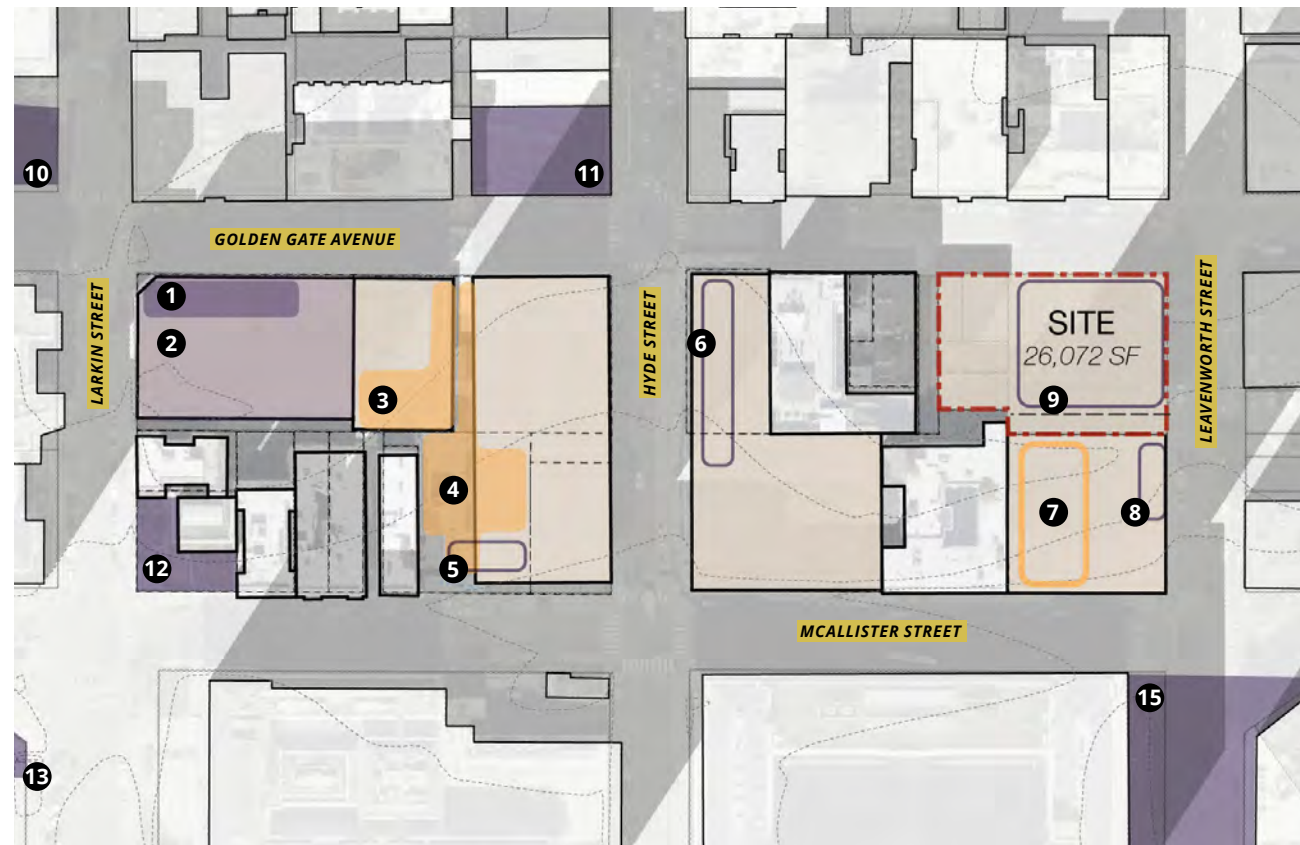 10
11
GOLDEN GATE AVENUE
LARKIN STREET
HYDE STREET
LEAVENWORTH STREET
1
2
3
4
5
6
SITE
26,072 SF
9
7
8
12
MCALLISTER STREET
13
15